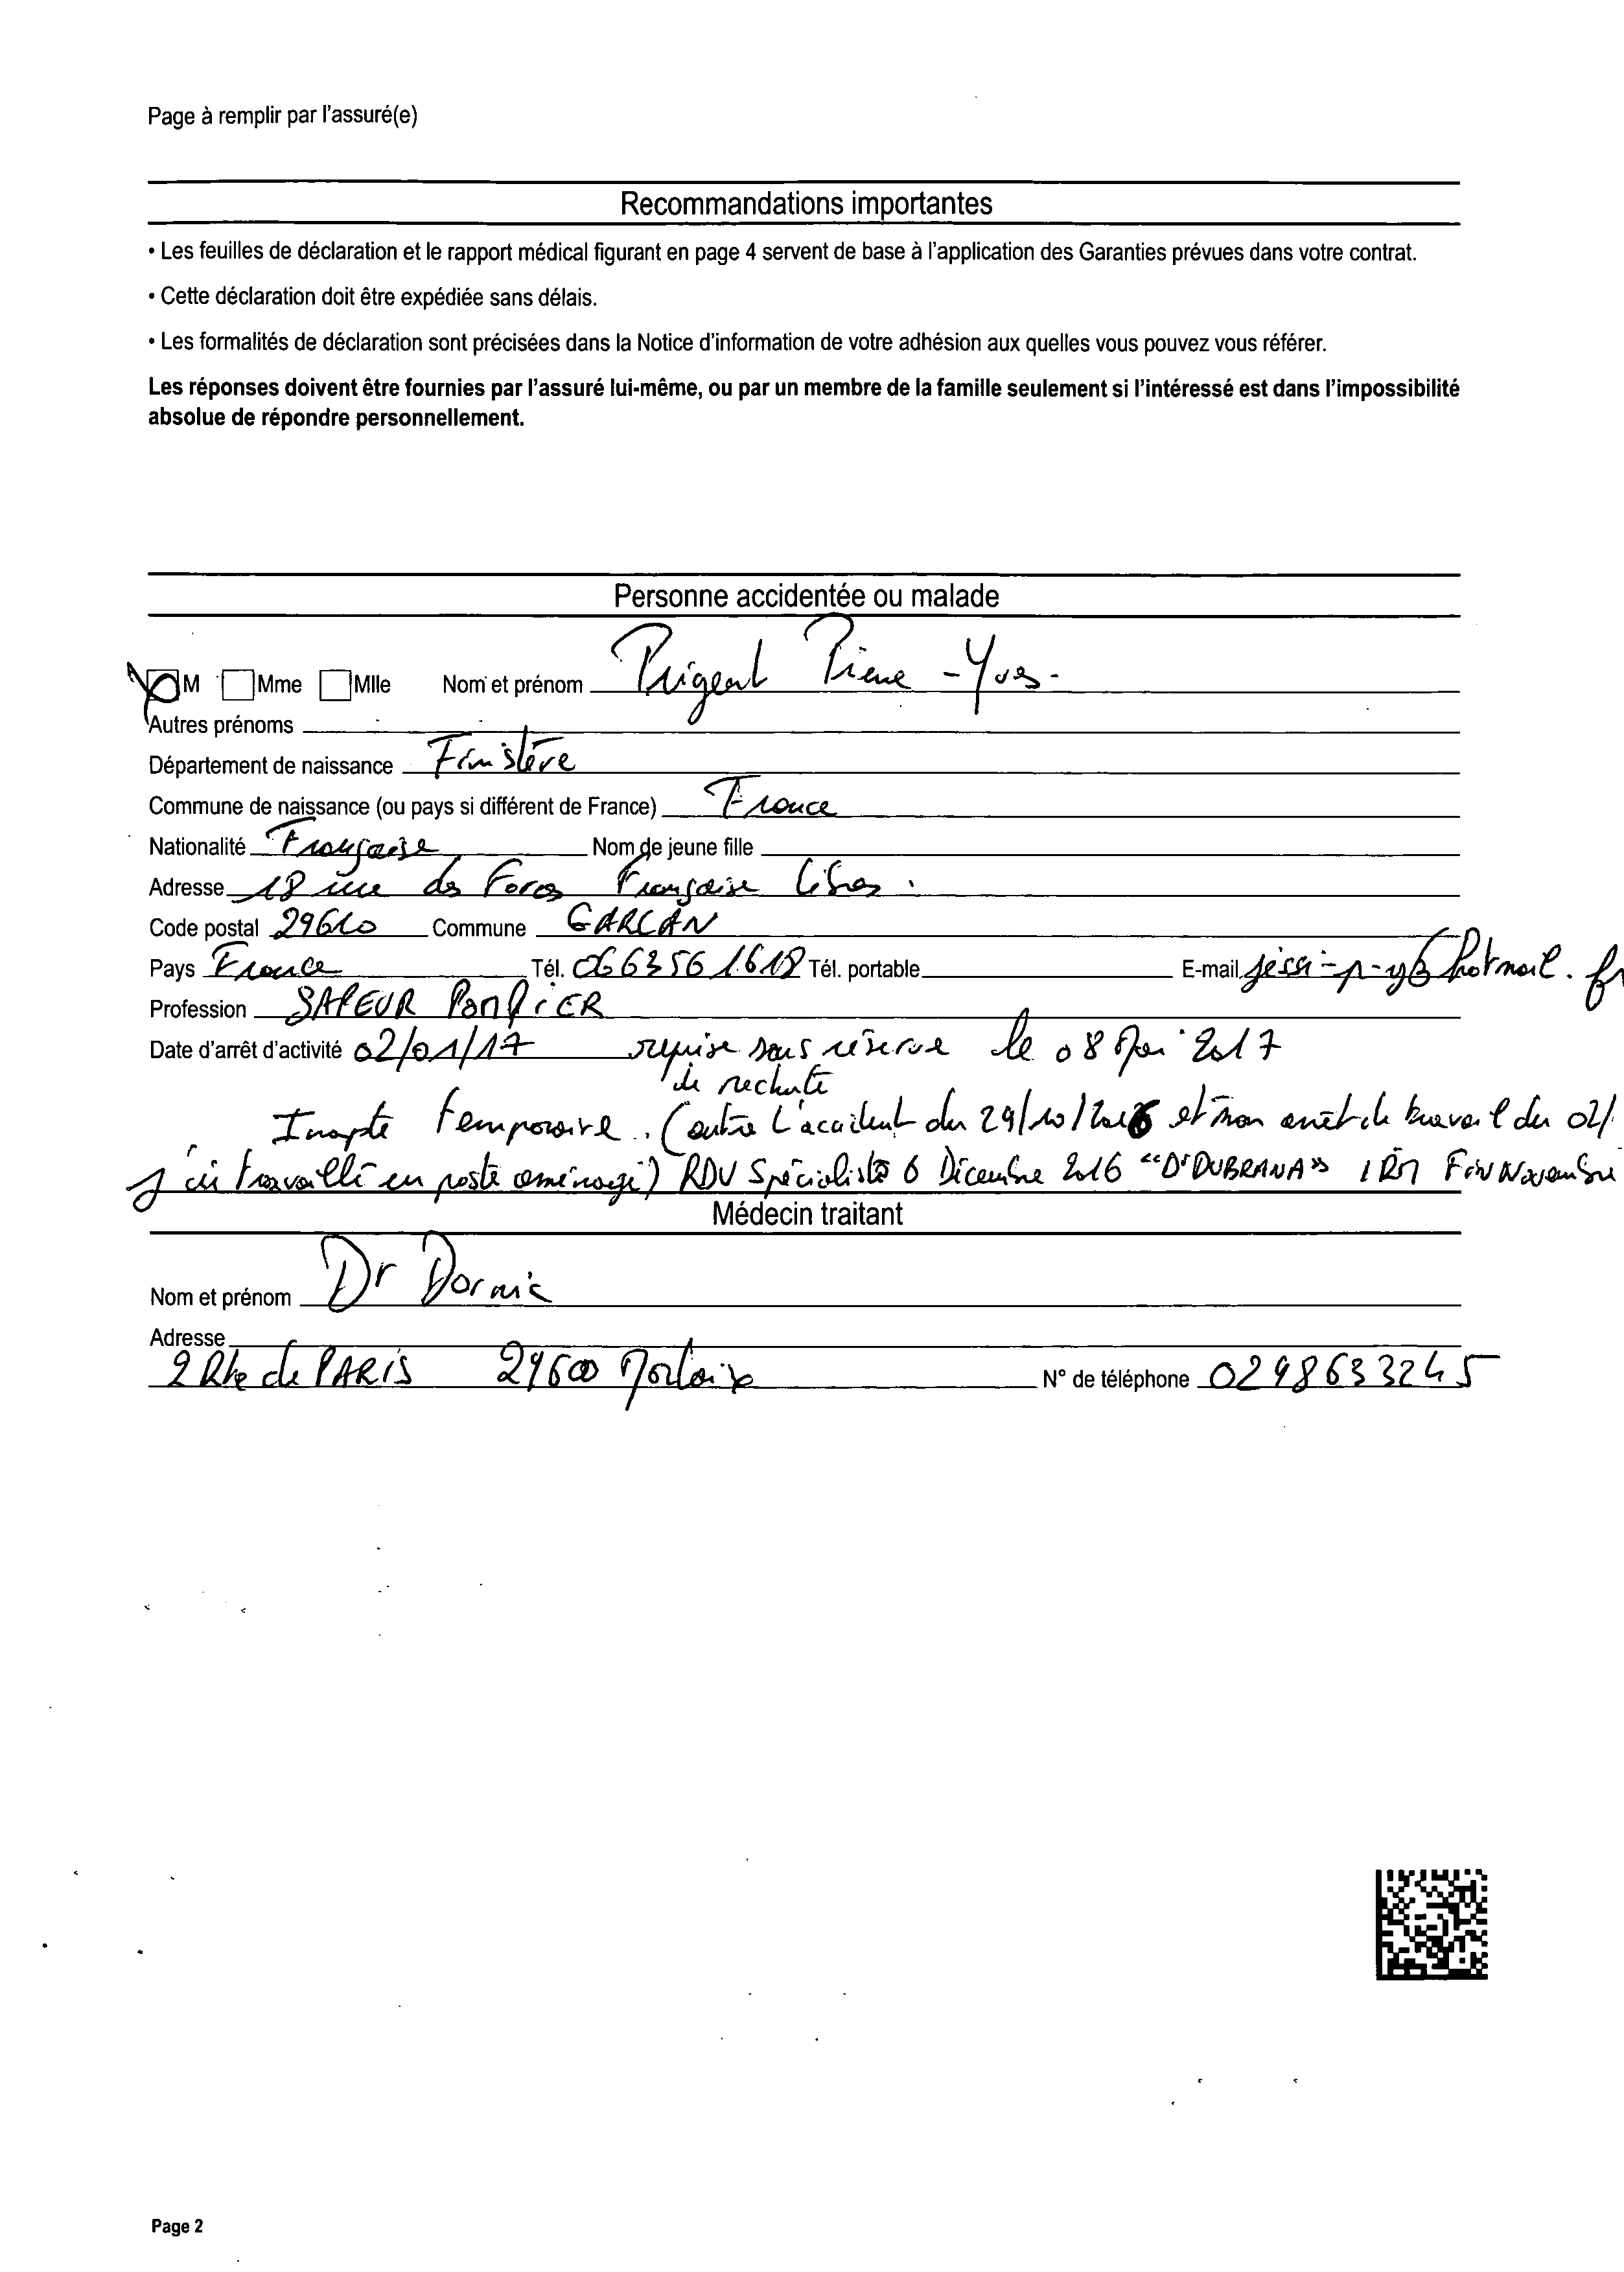 Page à remplir par l'assuré(e)
Recommandations importantes
• Les feuilles de déclaration et le rapport médical figurant en page 4 servent de base à l'application des Garanties prévues dans votre contrat.
• Cette déclaration doit être expédiée sans délais.
• Les formalités de déclaration sont précisées dans la Notice d'information de votre adhésion aux quelles vous pouvez vous référer.
Les réponses doivent être fournies par l'assuré lui-même, ou par un membre de la famille seulement si l'intéressé est dans l'impossibilité
absolue de répondre personnellement.
Personne accidentée ou malade
M Mme Mlle Nom et prénom Prigent Pierre-Yves-
Autres prénoms
Département de naissance Finistère
Commune de naissance (ou pays si différent de France) France
Nationalité Française Nom de jeune fille
Adresse 18 rue des Forces Française Libres.
Code postal 29610 Commune GARLAN
Pays France Tél. 0663561618 Tél. portable E-mail hotmail.fr
Profession SAPEUR POMPIER
Date d'arrêt d'activité 02/01/17 reprise sous réserve le 08 Mai 2017
de rechute
Inapte temporaire. (entre l'accident du 29/10/2016 et mon arrêt de travail du 02/
j'ai travaillé en poste aménagé) RDV Spécialiste 6 Décembre 2016 "Dr DUBRANA" IRM Fin Novembre
Médecin traitant
Nom et prénom Dr Dornic
Adresse
2 Rte de PARIS 29600 Morlaix N° de téléphone 0298633245
Page 2